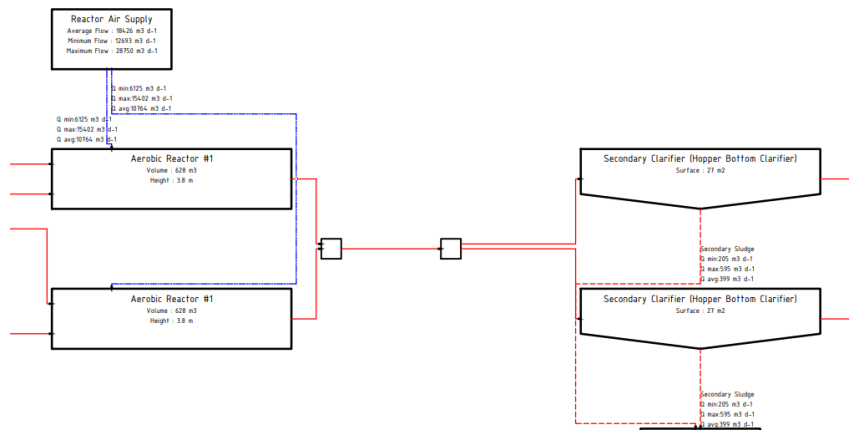 Reactor Air Supply
Average Flow : 18426 m3 d-1
Minimum Flow : 12693 m3 d-1
Maximum Flow : 28750 m3 d-1
Q min:6125 m3 d-1
Q max:15402 m3 d-1
Q avg:10764 m3 d-1
Q min:6125 m3 d-1
Q max:15402 m3 d-1
Q avg:10764 m3 d-1
Aerobic Reactor #1
Volume : 628 m3
Height : 3.8 m
Secondary Clarifier (Hopper Bottom Clarifier)
Surface : 27 m2
Secondary Sludge
Q min:205 m3 d-1
Q max:595 m3 d-1
Q avg:399 m3 d-1
Aerobic Reactor #1
Volume : 628 m3
Height : 3.8 m
Secondary Clarifier (Hopper Bottom Clarifier)
Surface : 27 m2
Secondary Sludge
Q min:205 m3 d-1
Q max:595 m3 d-1
Q avg:399 m3 d-1